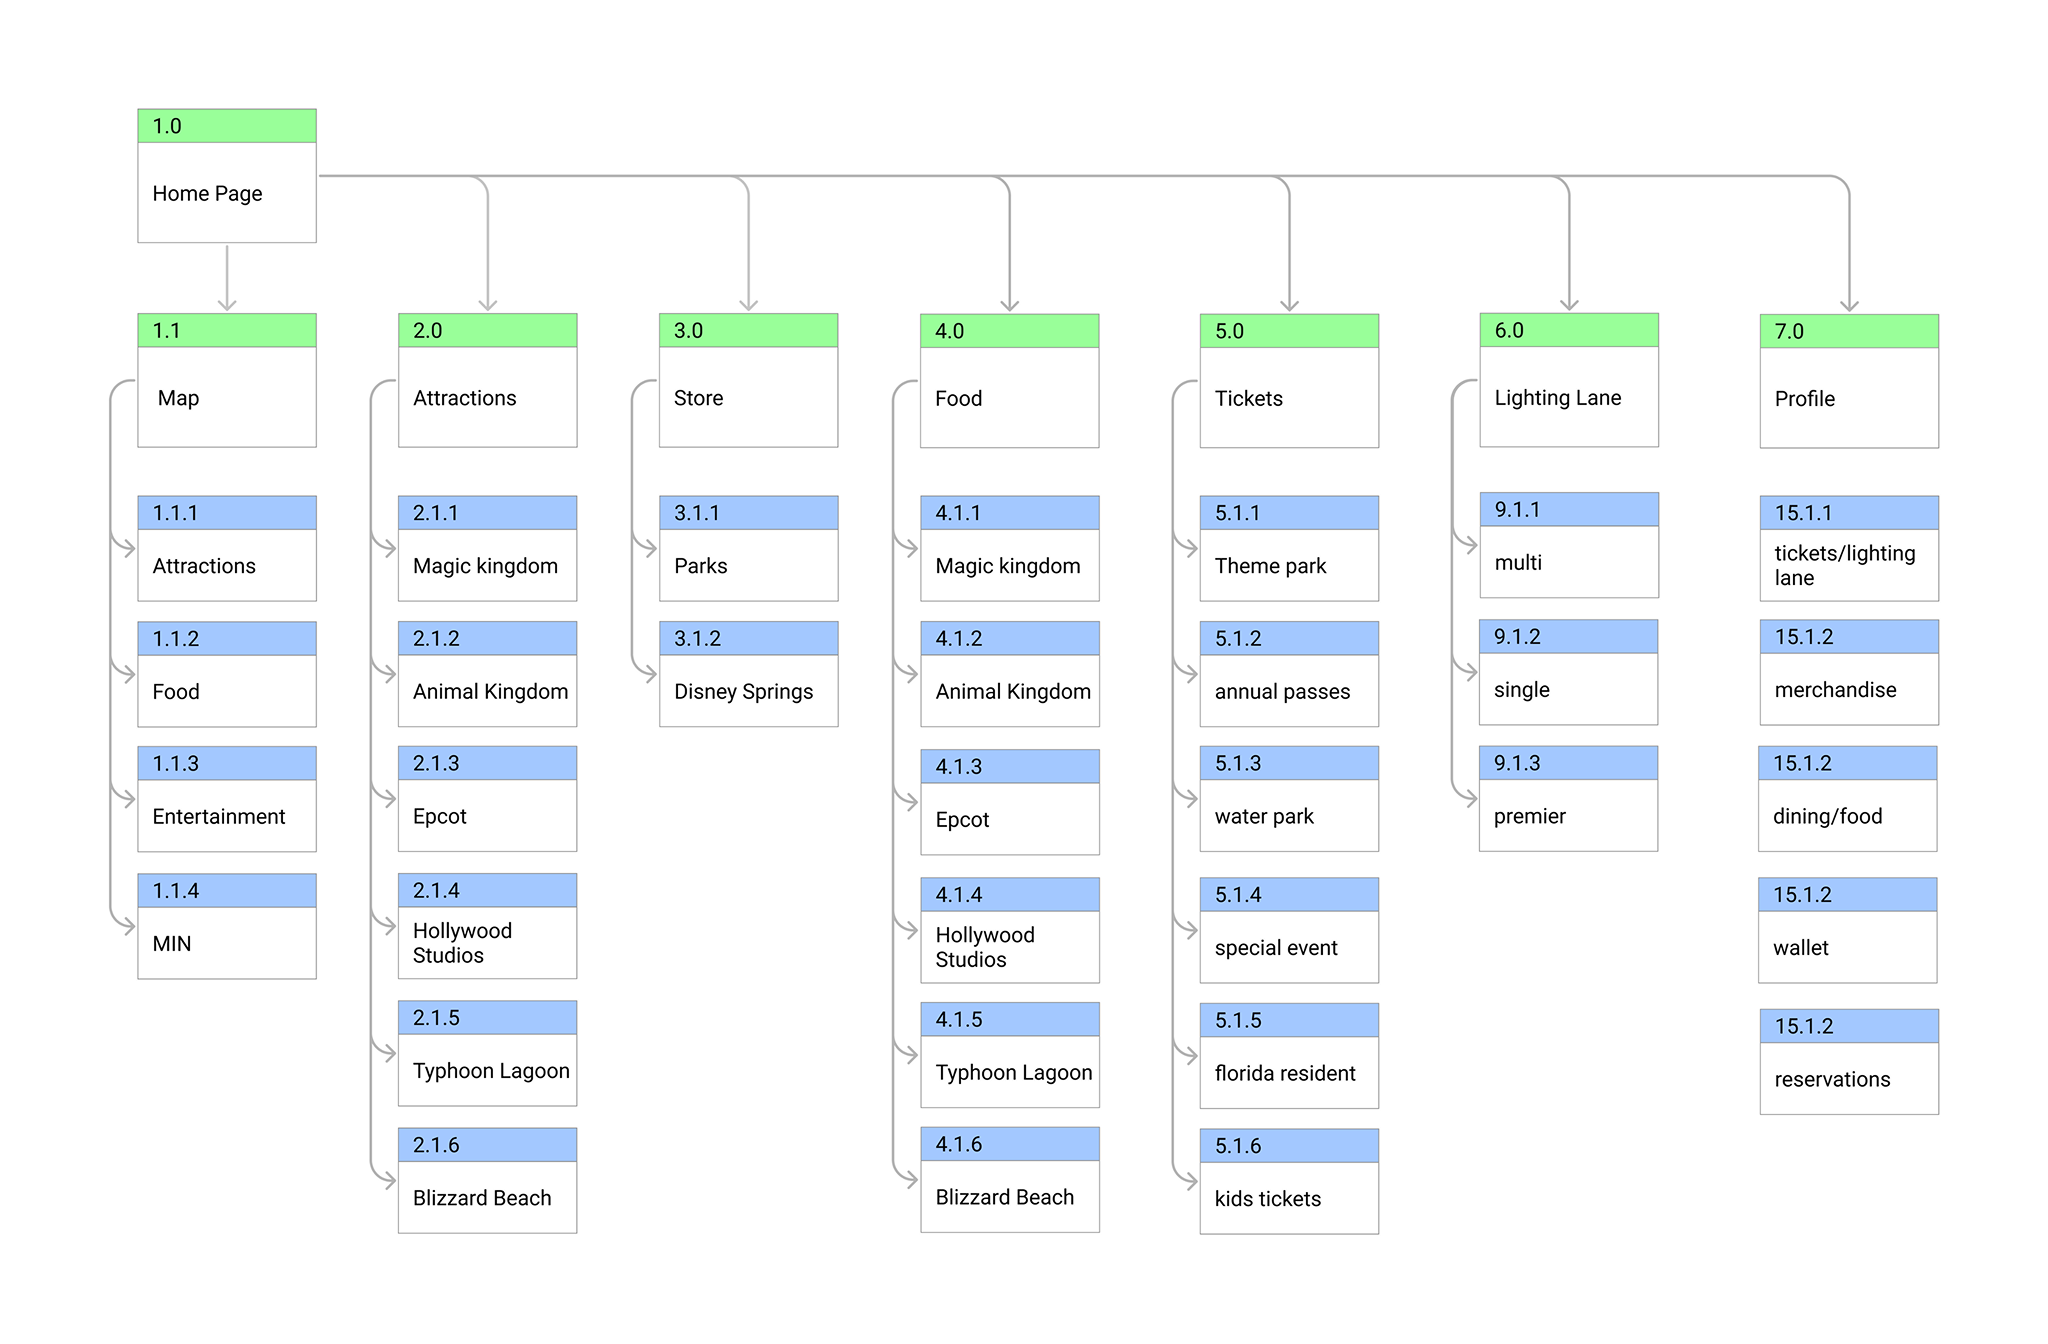 1.0
Home Page
1.1
Map
1.1.1
Attractions
1.1.2
Food
1.1.3
Entertainment
1.1.4
MIN
2.0
Attractions
2.1.1
Magic kingdom
2.1.2
Animal Kingdom
2.1.3
Epcot
2.1.4
Hollywood
Studios
2.1.5
Typhoon Lagoon
2.1.6
Blizzard Beach
3.0
Store
3.1.1
Parks
3.1.2
Disney Springs
4.0
Food
4.1.1
Magic kingdom
4.1.2
Animal Kingdom
4.1.3
Epcot
4.1.4
Hollywood
Studios
4.1.5
Typhoon Lagoon
4.1.6
Blizzard Beach
5.0
Tickets
5.1.1
Theme park
5.1.2
annual passes
5.1.3
water park
5.1.4
special event
5.1.5
florida resident
5.1.6
kids tickets
6.0
Lighting Lane
9.1.1
multi
9.1.2
single
9.1.3
premier
7.0
Profile
15.1.1
tickets/lighting
lane
15.1.2
merchandise
15.1.2
dining/food
15.1.2
wallet
15.1.2
reservations